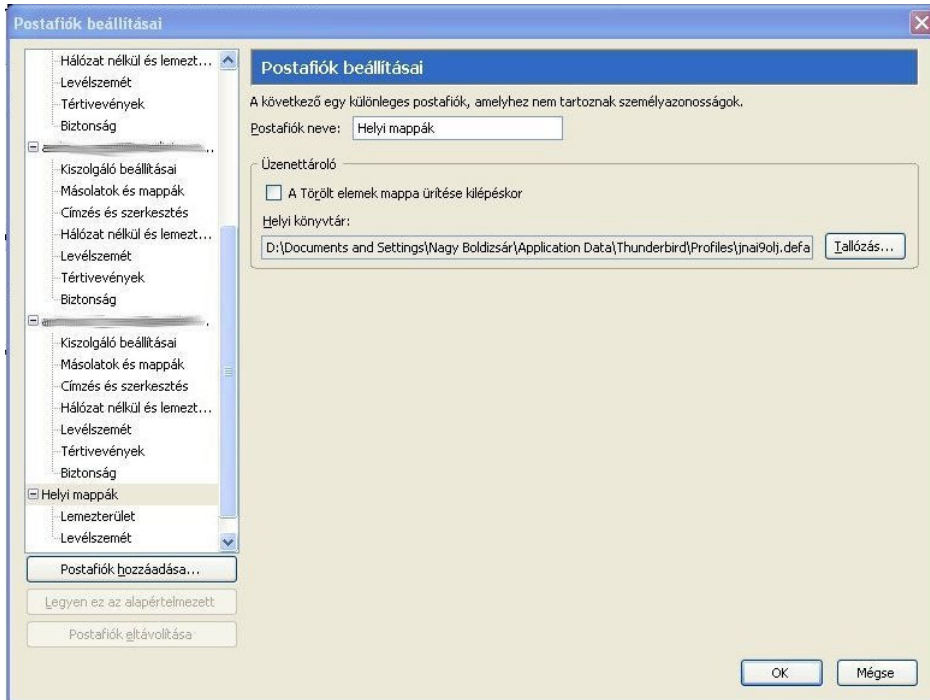 Postafiók beállításai
Hálózat nélkül és lemezt...
Levélszemét
Tértivevények
Biztonság
Kiszolgáló beállításai
Másolatok és mappák
Címzés és szerkesztés
Hálózat nélkül és lemezt...
Levélszemét
Tértivevények
Biztonság
Kiszolgáló beállításai
Másolatok és mappák
Címzés és szerkesztés
Hálózat nélkül és lemezt...
Levélszemét
Tértivevények
Biztonság
Helyi mappák
Lemezterület
Levélszemét
Postafiók hozzáadása...
Legyen ez az alapértelmezett
Postafiók eltávolítása
Postafiók beállításai
A következő egy különleges postafiók, amelyhez nem tartoznak személyazonosságok.
Postafiók neve: Helyi mappák
Üzenettároló
A Törölt elemek mappa ürítése kilépéskor
Helyi könyvtár:
D:\Documents and Settings\Nagy Boldizsár\Application Data\Thunderbird\Profiles\jnai9olj.defa Tallózás...
OK Mégse